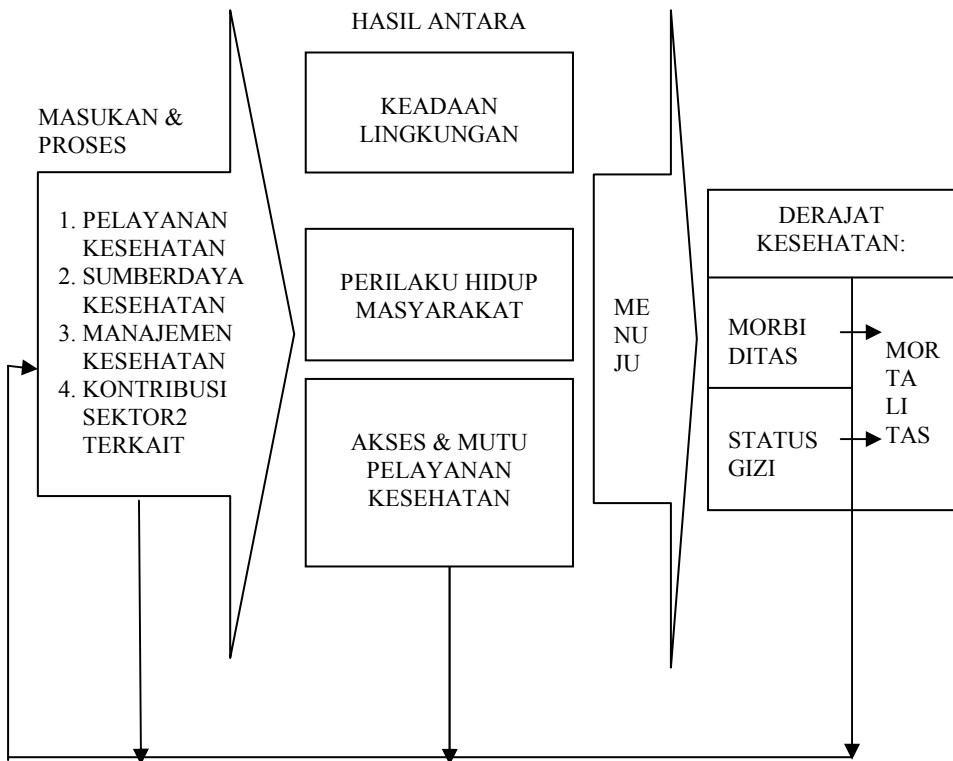 HASIL ANTARA
MASUKAN &
PROSES
1. PELAYANAN
KESEHATAN
2. SUMBERDAYA
KESEHATAN
3. MANAJEMEN
KESEHATAN
4. KONTRIBUSI
SEKTOR2
TERKAIT
KEADAAN
LINGKUNGAN
PERILAKU HIDUP
MASYARAKAT
AKSES & MUTU
PELAYANAN
KESEHATAN
ME
NU
JU
DERAJAT
KESEHATAN:
MORBI
DITAS
STATUS
GIZI
MOR
TA
LI
TAS